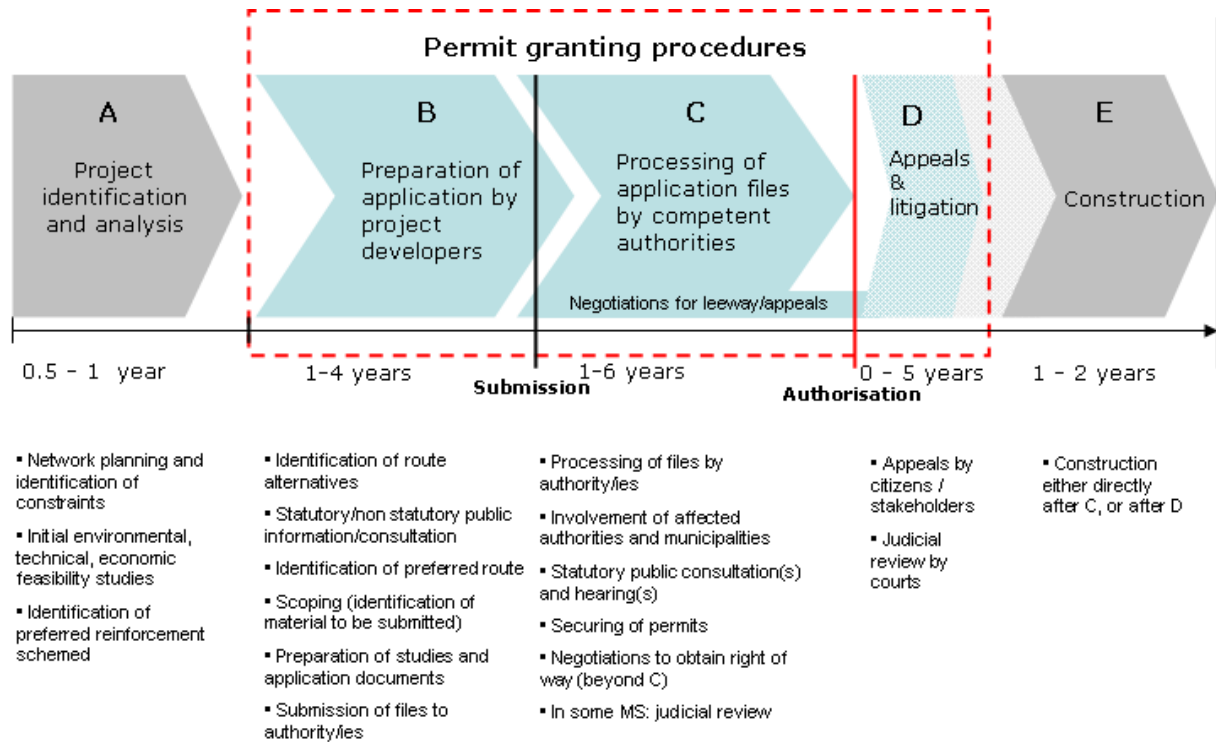 Permit granting procedures
A
Project
identification
and analysis
B
Preparation of
application by
project
developers
C
Processing of
application files
by competent
authorities
D
Appeals
&
litigation
E
Construction
Negotiations for leeway/appeals
0.5 - 1 year
1-4 years
Submission
1-6 years
Authorisation
0 - 5 years
1 - 2 years
▪ Network planning and
identification of
constraints
▪ Initial environmental,
technical, economic
feasibility studies
▪ Identification of
preferred reinforcement
schemed
▪ Identification of route
alternatives
▪ Statutory/non statutory public
information/consultation
▪ Identification of preferred route
▪ Scoping (identification of
material to be submitted)
▪ Preparation of studies and
application documents
▪ Submission of files to
authority/ies
▪ Processing of files by
authority/ies
▪ Involvement of affected
authorities and municipalities
▪ Statutory public consultation(s)
and hearing(s)
▪ Securing of permits
▪ Negotiations to obtain right of
way (beyond C)
▪ In some MS: judicial review
▪ Appeals by
citizens /
stakeholders
▪ Judicial
review by
courts
▪ Construction
either directly
after C, or after D